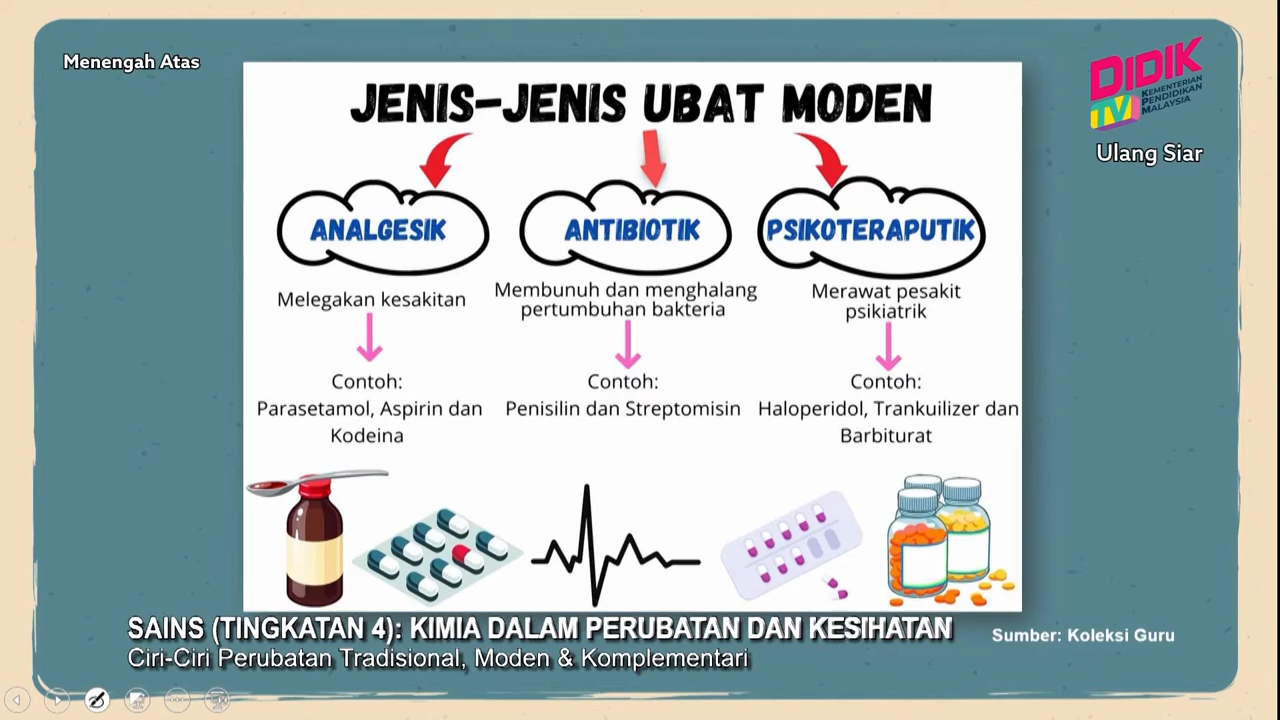 Menengah Atas
DIDIK
TV
KEMENTERIAN
PENDIDIKAN
MALAYSIA
Ulang Siar
JENIS-JENIS UBAT MODEN
ANALGESIK
Melegakan kesakitan
Contoh:
Parasetamol, Aspirin dan
Kodeina
ANTIBIOTIK
Membunuh dan menghalang
pertumbuhan bakteria
Contoh:
Penisilin dan Streptomisin
PSIKOTERAPUTIK
Merawat pesakit
psikiatrik
Contoh:
Haloperidol, Trankuilizer dan
Barbiturat
SAINS (TINGKATAN 4): KIMIA DALAM PERUBATAN DAN KESIHATAN
Ciri-Ciri Perubatan Tradisional, Moden & Komplementari
Sumber: Koleksi Guru